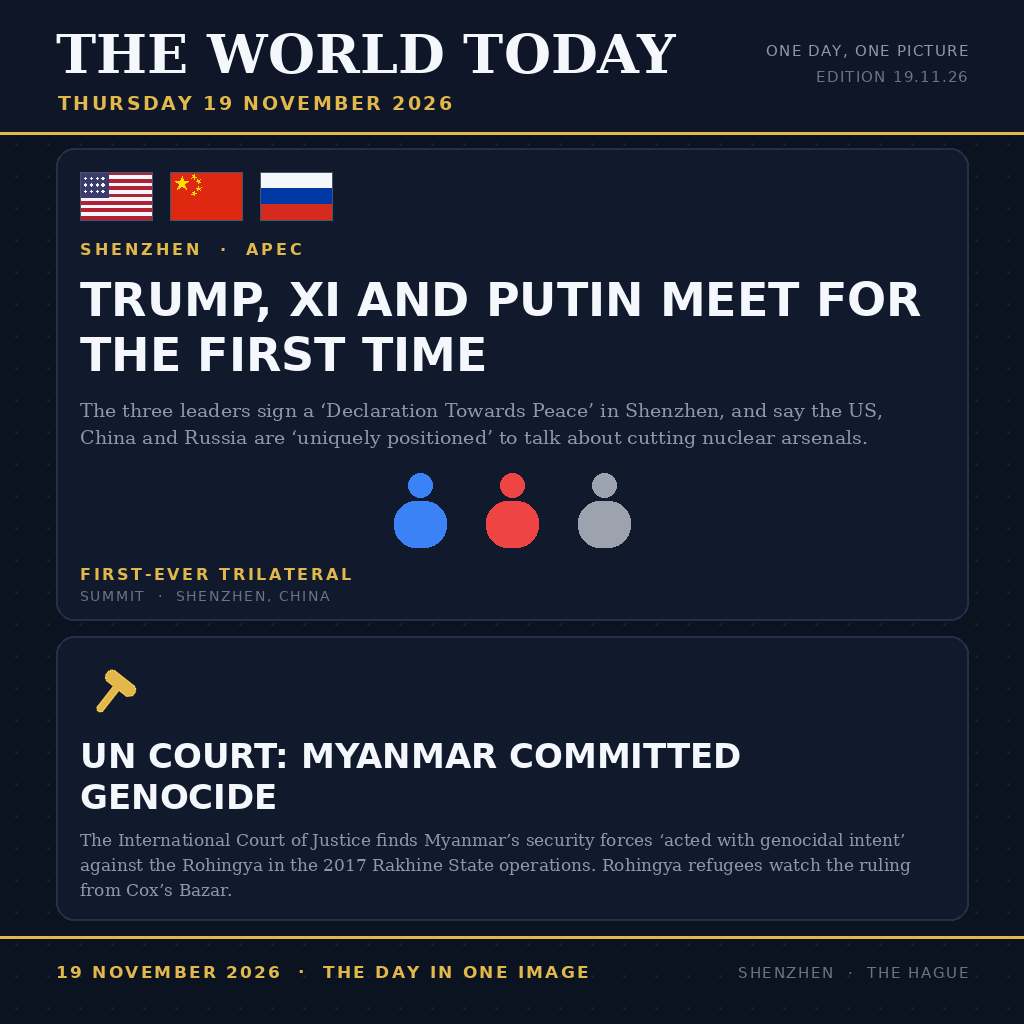 THE WORLD TODAY
THURSDAY 19 NOVEMBER 2026
ONE DAY, ONE PICTURE
EDITION 19.11.26
SHENZHEN · APEC
TRUMP, XI AND PUTIN MEET FOR
THE FIRST TIME
The three leaders sign a ‘Declaration Towards Peace’ in Shenzhen, and say the US,
China and Russia are ‘uniquely positioned’ to talk about cutting nuclear arsenals.
FIRST-EVER TRILATERAL
SUMMIT · SHENZHEN, CHINA
UN COURT: MYANMAR COMMITTED
GENOCIDE
The International Court of Justice finds Myanmar’s security forces ‘acted with genocidal intent’
against the Rohingya in the 2017 Rakhine State operations. Rohingya refugees watch the ruling
from Cox’s Bazar.
19 NOVEMBER 2026 · THE DAY IN ONE IMAGE
SHENZHEN · THE HAGUE